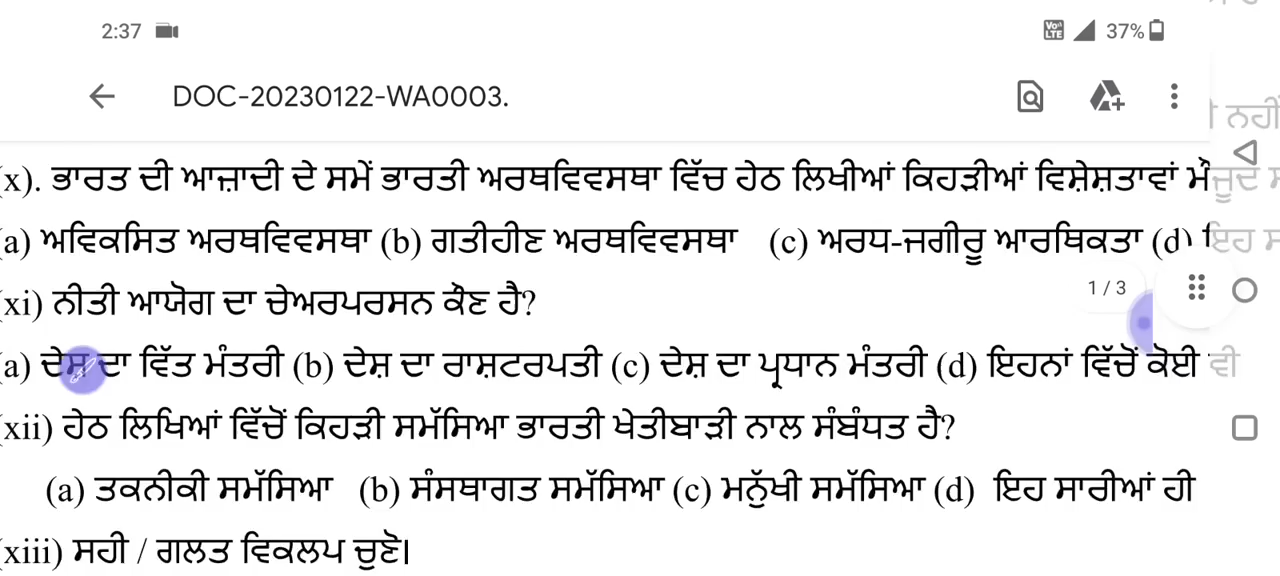 2:37 37%
DOC-20230122-WA0003.
ੀ ਨਹੀਂ
(x). ਭਾਰਤ ਦੀ ਆਜ਼ਾਦੀ ਦੇ ਸਮੇਂ ਭਾਰਤੀ ਅਰਥਵਿਵਸਥਾ ਵਿੱਚ ਹੇਠ ਲਿਖੀਆਂ ਕਿਹੜੀਆਂ ਵਿਸ਼ੇਸ਼ਤਾਵਾਂ ਮੌਜੂਦ
(a) ਅਵਿਕਸਿਤ ਅਰਥਵਿਵਸਥਾ (b) ਗਤੀਹੀਣ ਅਰਥਵਿਵਸਥਾ (c) ਅਰਧ-ਜਗੀਰੂ ਆਰਥਿਕਤਾ (d) ਇਹ
(xi) ਨੀਤੀ ਆਯੋਗ ਦਾ ਚੇਅਰਪਰਸਨ ਕੌਣ ਹੈ?
1 / 3
(a) ਦੇਸ਼ ਦਾ ਵਿੱਤ ਮੰਤਰੀ (b) ਦੇਸ਼ ਦਾ ਰਾਸ਼ਟਰਪਤੀ (c) ਦੇਸ਼ ਦਾ ਪ੍ਰਧਾਨ ਮੰਤਰੀ (d) ਇਹਨਾਂ ਵਿੱਚੋਂ ਕੋਈ ਵੀ
(xii) ਹੇਠ ਲਿਖਿਆਂ ਵਿੱਚੋਂ ਕਿਹੜੀ ਸਮੱਸਿਆ ਭਾਰਤੀ ਖੇਤੀਬਾੜੀ ਨਾਲ ਸੰਬੰਧਤ ਹੈ?
(a) ਤਕਨੀਕੀ ਸਮੱਸਿਆ (b) ਸੰਸਥਾਗਤ ਸਮੱਸਿਆ (c) ਮਨੁੱਖੀ ਸਮੱਸਿਆ (d) ਇਹ ਸਾਰੀਆਂ ਹੀ
(xiii) ਸਹੀ / ਗਲਤ ਵਿਕਲਪ ਚੁਣੋ।